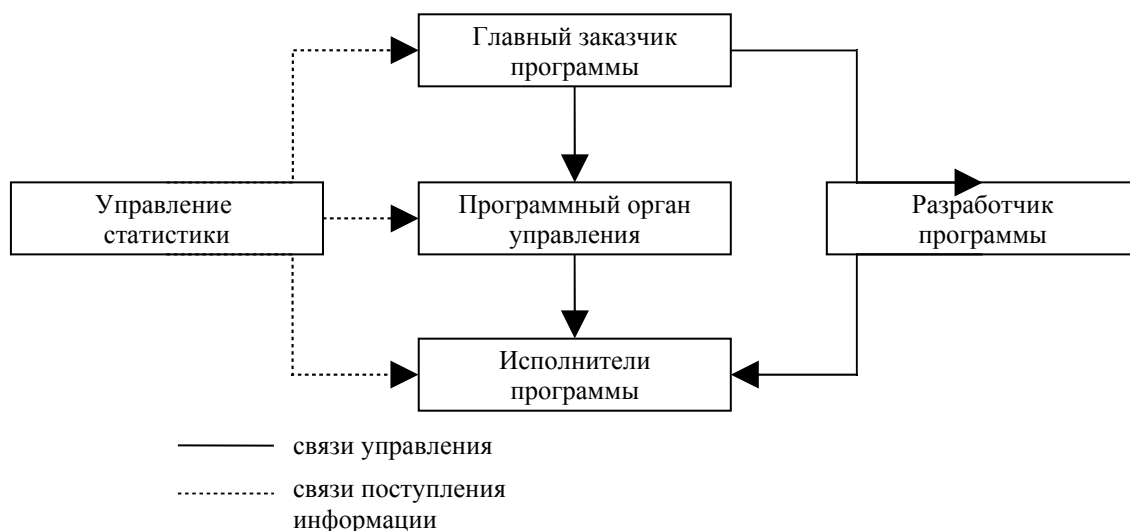 Главный заказчик
программы
Управление
статистики
Программный орган
управления
Разработчик
программы
Исполнители
программы
связи управления
связи поступления
информации